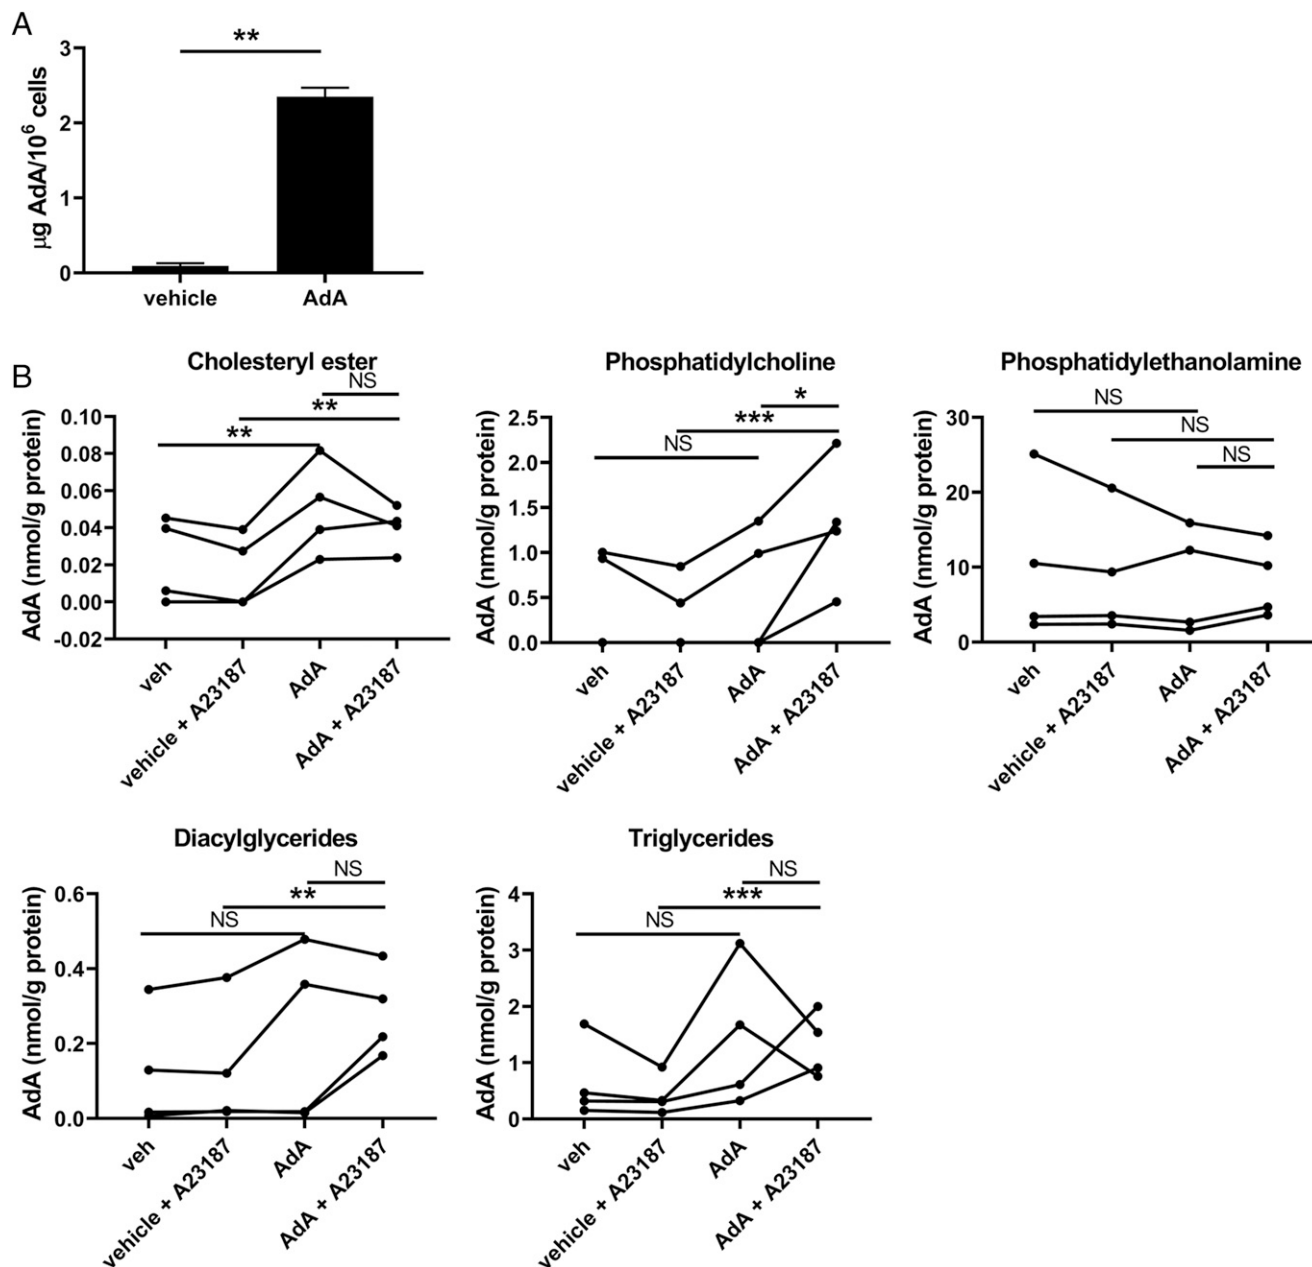 A
**
3
2
1
0
µg AdA/10⁶ cells
vehicle
AdA
B
Cholesteryl ester
NS
**
**
0.10
0.08
0.06
0.04
0.02
0.00
-0.02
AdA (nmol/g protein)
veh
vehicle + A23187
AdA
AdA + A23187
Phosphatidylcholine
*
***
NS
2.5
2.0
1.5
1.0
0.5
0.0
AdA (nmol/g protein)
veh
vehicle + A23187
AdA
AdA + A23187
Phosphatidylethanolamine
NS
NS
NS
30
20
10
0
AdA (nmol/g protein)
veh
vehicle + A23187
AdA
AdA + A23187
Diacylglycerides
NS
**
NS
0.6
0.4
0.2
0.0
AdA (nmol/g protein)
veh
vehicle + A23187
AdA
AdA + A23187
Triglycerides
NS
***
NS
4
3
2
1
0
AdA (nmol/g protein)
veh
vehicle + A23187
AdA
AdA + A23187